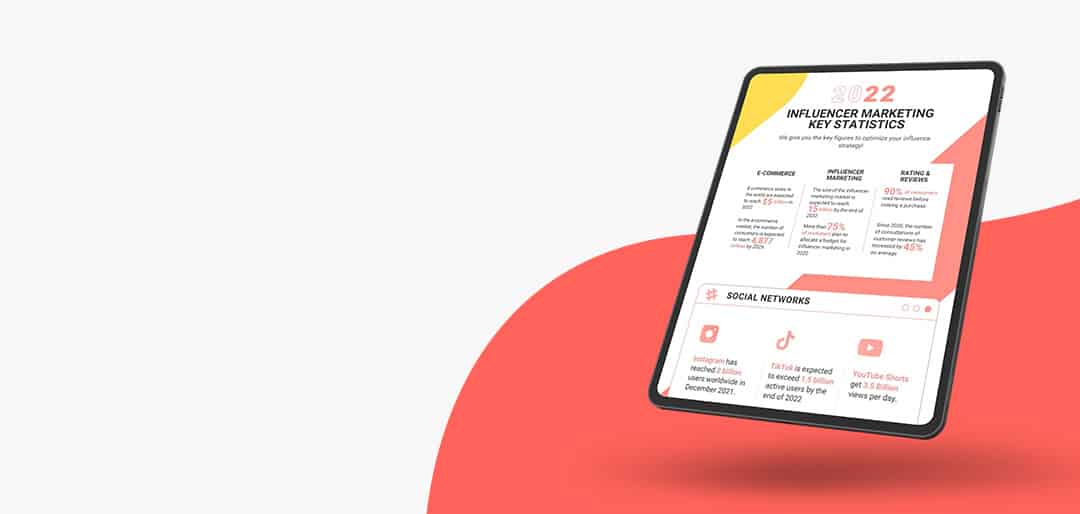 2022
INFLUENCER MARKETING
KEY STATISTICS
We give you the key figures to optimize your influence
strategy!
E-COMMERCE
E-commerce sales in
the world are expected
to reach $5 trillion in
2022
In the e-commerce
market, the number of
consumers is expected
to reach 4,877
billion by 2025
INFLUENCER
MARKETING
The size of the influencer
marketing market is
expected to reach
15 billion by the end of
2022.
More than 75%
of marketers plan to
allocate a budget for
influencer marketing in
2022.
RATING &
REVIEWS
90% of consumers
read reviews before
making a purchase
Since 2020, the number
of consultations of
customer reviews has
increased by 45%
on average
SOCIAL NETWORKS
Instagram has
reached 2 billion
users worldwide in
December 2021.
TikTok is expected
to exceed 1,5 billion
active users by the
end of 2022
YouTube Shorts
get 3.5 Billion
views per day.